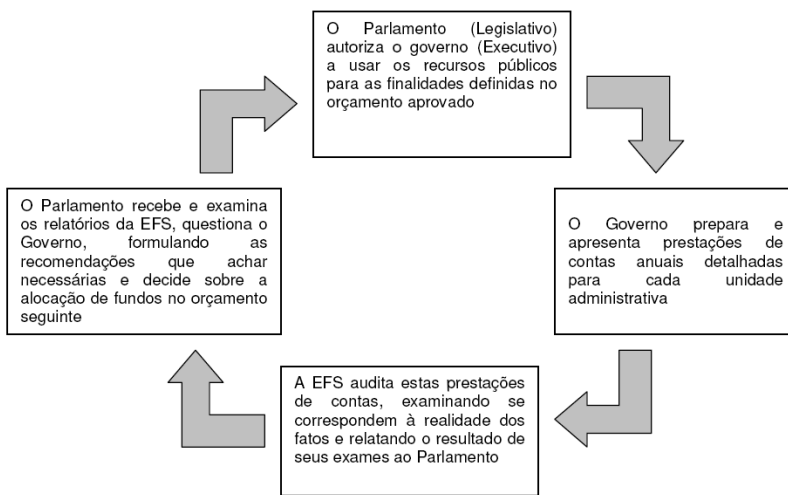 O Parlamento (Legislativo)
autoriza o governo (Executivo)
a usar os recursos públicos
para as finalidades definidas no
orçamento aprovado
O Governo prepara e
apresenta prestações de
contas anuais detalhadas
para cada unidade
administrativa
A EFS audita estas prestações
de contas, examinando se
correspondem à realidade dos
fatos e relatando o resultado de
seus exames ao Parlamento
O Parlamento recebe e examina
os relatórios da EFS, questiona o
Governo, formulando as
recomendações que achar
necessárias e decide sobre a
alocação de fundos no orçamento
seguinte